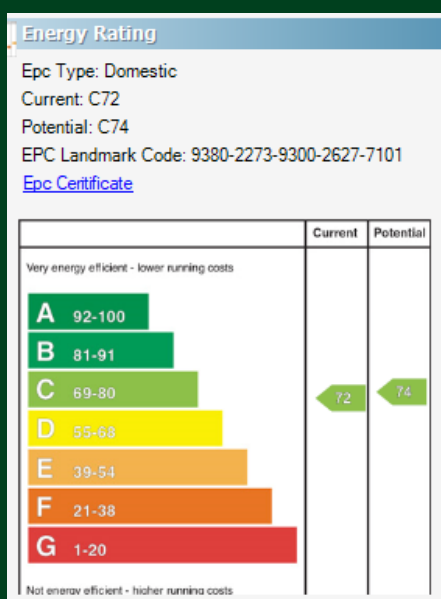 Energy Rating
Epc Type: Domestic
Current: C72
Potential: C74
EPC Landmark Code: 9380-2273-9300-2627-7101
Epc Ceritificate
Current Potential
Very energy efficient - lower running costs
A 92-100
B 81-91
C 69-80 72 74
D 55-68
E 39-54
F 21-38
G 1-20
Not energy efficient - higher running costs